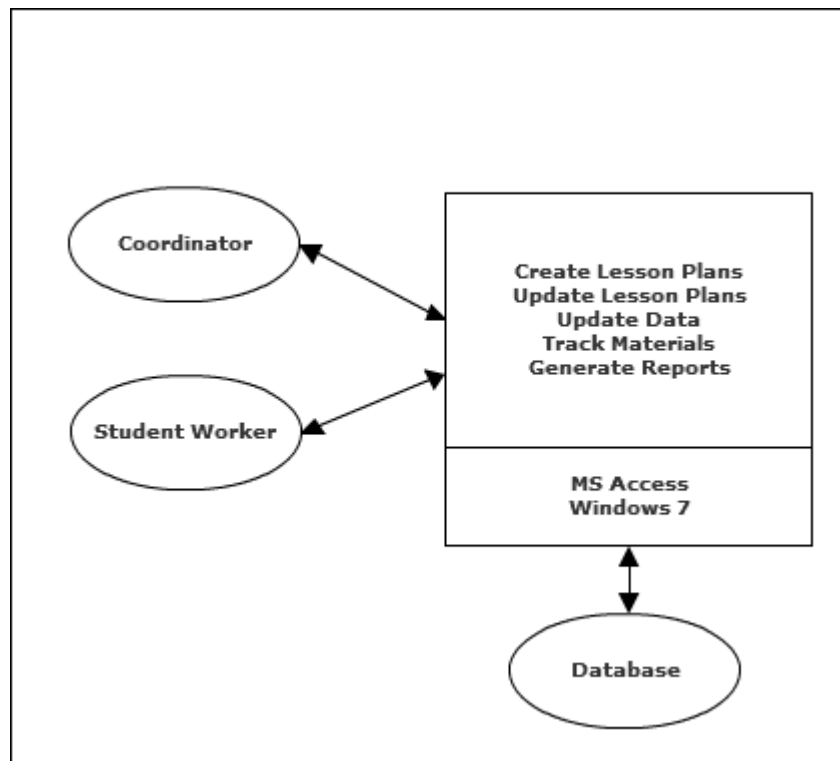 Coordinator
Create Lesson Plans
Update Lesson Plans
Update Data
Track Materials
Generate Reports
Student Worker
MS Access
Windows 7
Database